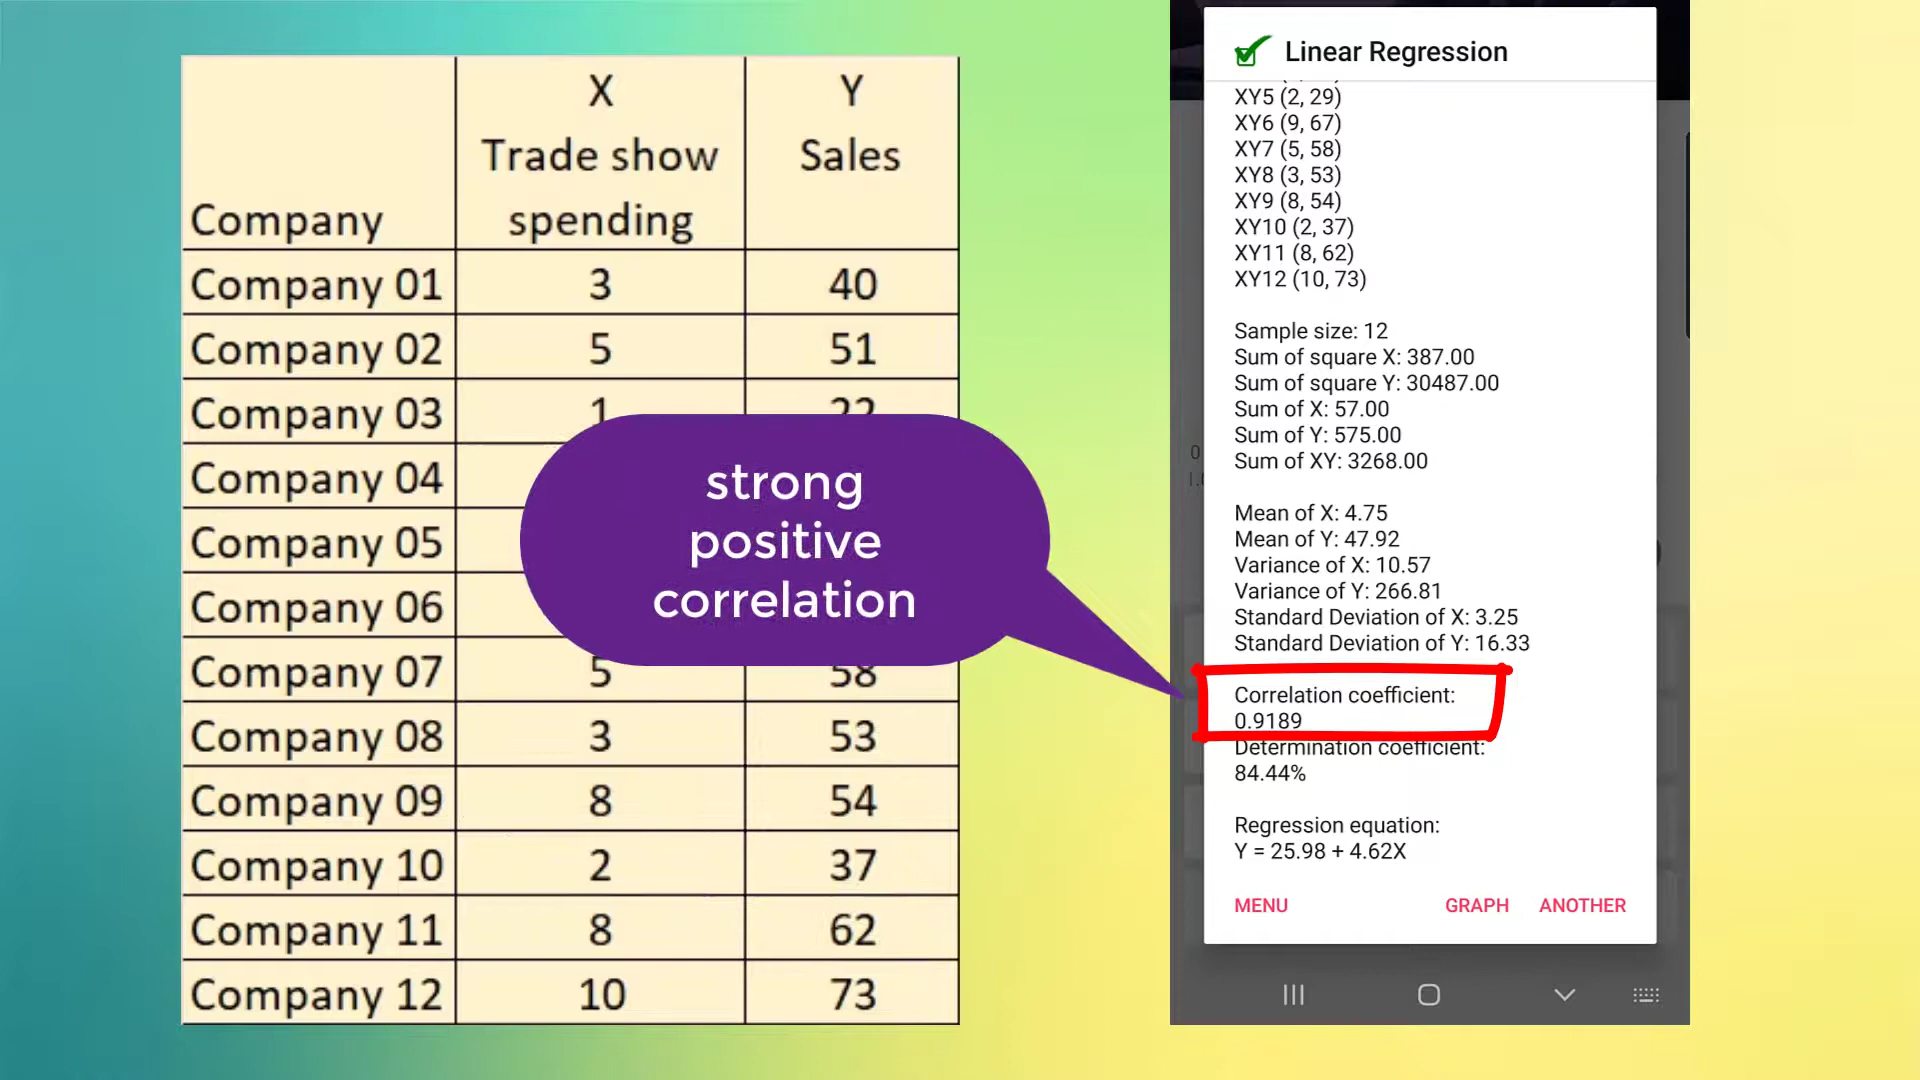 X
Y
Trade show
Sales
Company
spending
Company 01 3 40
Company 02 5 51
Company 03 1 22
Company 04
Company 05
Company 06
Company 07 5 58
Company 08 3 53
Company 09 8 54
Company 10 2 37
Company 11 8 62
Company 12 10 73
strong
positive
correlation
Linear Regression
XY5 (2, 29)
XY6 (9, 67)
XY7 (5, 58)
XY8 (3, 53)
XY9 (8, 54)
XY10 (2, 37)
XY11 (8, 62)
XY12 (10, 73)
Sample size: 12
Sum of square X: 387.00
Sum of square Y: 30487.00
Sum of X: 57.00
Sum of Y: 575.00
Sum of XY: 3268.00
Mean of X: 4.75
Mean of Y: 47.92
Variance of X: 10.57
Variance of Y: 266.81
Standard Deviation of X: 3.25
Standard Deviation of Y: 16.33
Correlation coefficient:
0.9189
Determination coefficient:
84.44%
Regression equation:
Y = 25.98 + 4.62X
MENU GRAPH ANOTHER